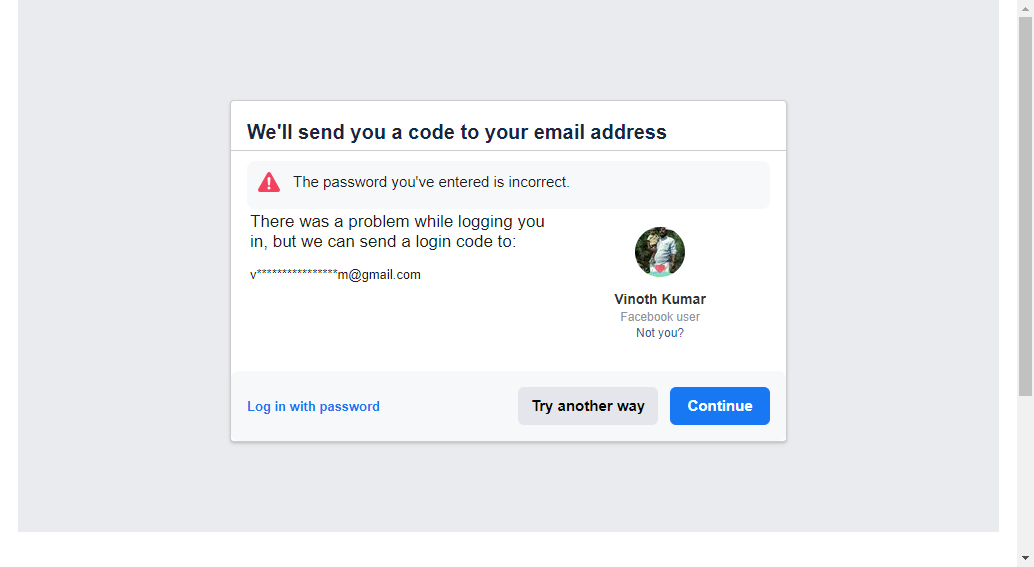 We'll send you a code to your email address
The password you've entered is incorrect.
There was a problem while logging you
in, but we can send a login code to:
v****************m@gmail.com
Vinoth Kumar
Facebook user
Not you?
Log in with password
Try another way
Continue